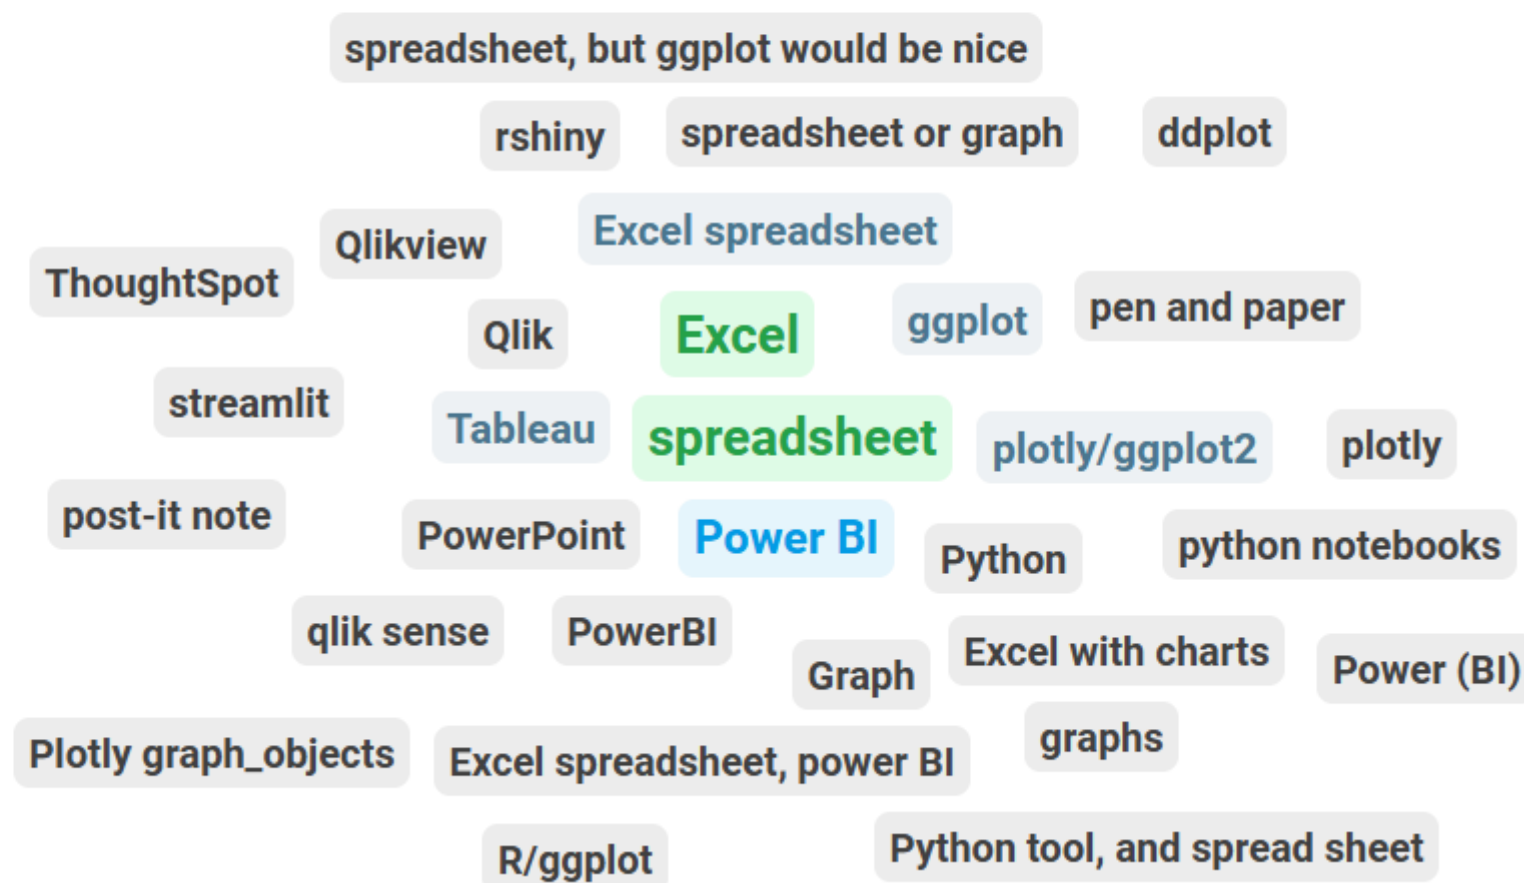 spreadsheet, but ggplot would be nice
rshiny
spreadsheet or graph
ddplot
Excel spreadsheet
Qlikview
ThoughtSpot
Qlik
Excel
ggplot
pen and paper
streamlit
Tableau
spreadsheet
plotly/ggplot2
plotly
post-it note
PowerPoint
Power BI
Python
python notebooks
qlik sense
PowerBI
Graph
Excel with charts
Power (BI)
Plotly graph_objects
Excel spreadsheet, power BI
graphs
R/ggplot
Python tool, and spread sheet